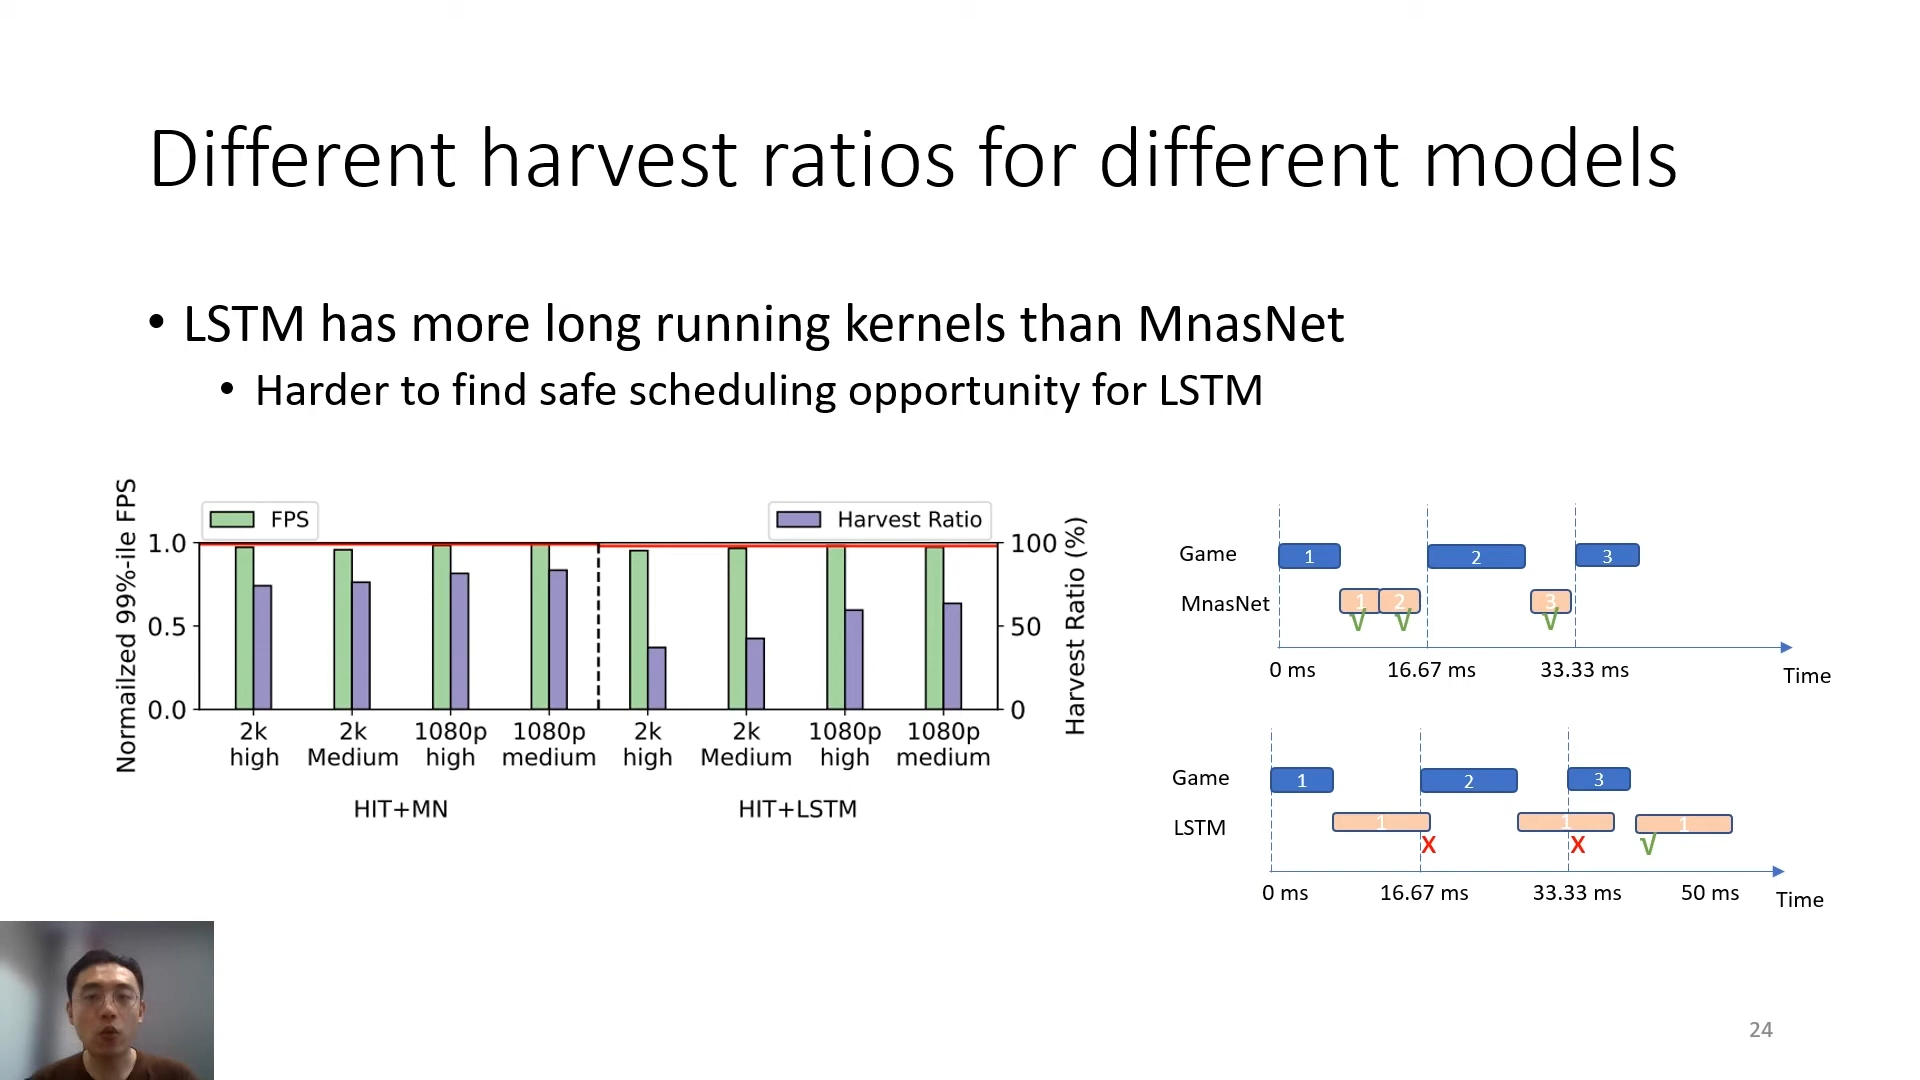 Different harvest ratios for different models
• LSTM has more long running kernels than MnasNet
• Harder to find safe scheduling opportunity for LSTM
Normailzed 99%-ile FPS
FPS
Harvest Ratio
1.0
0.5
0.0
100
50
0
Harvest Ratio (%)
2k high
2k Medium
1080p high
1080p medium
2k high
2k Medium
1080p high
1080p medium
HIT+MN
HIT+LSTM
Game
1
2
3
MnasNet
1
2
3
√
√
√
0 ms
16.67 ms
33.33 ms
Time
Game
1
2
3
LSTM
1
1
1
X
X
√
0 ms
16.67 ms
33.33 ms
50 ms
Time
24